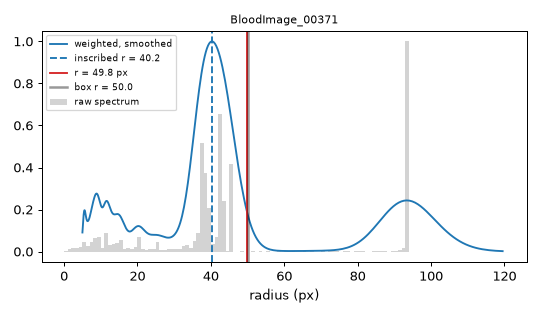 BloodImage_00371
weighted, smoothed
inscribed r = 40.2
r = 49.8 px
box r = 50.0
raw spectrum
1.0
0.8
0.6
0.4
0.2
0.0
0 20 40 60 80 100 120
radius (px)